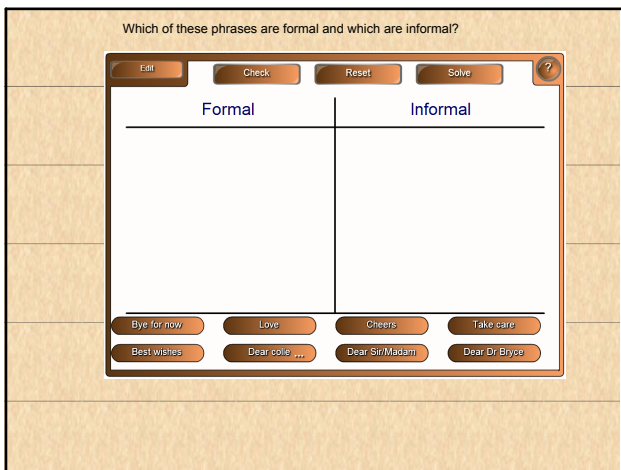 Which of these phrases are formal and which are informal?
Edit Check Reset Solve ?
Formal Informal
Bye for now Love Cheers Take care
Best wishes Dear colle ... Dear Sir/Madam Dear Dr Bryce